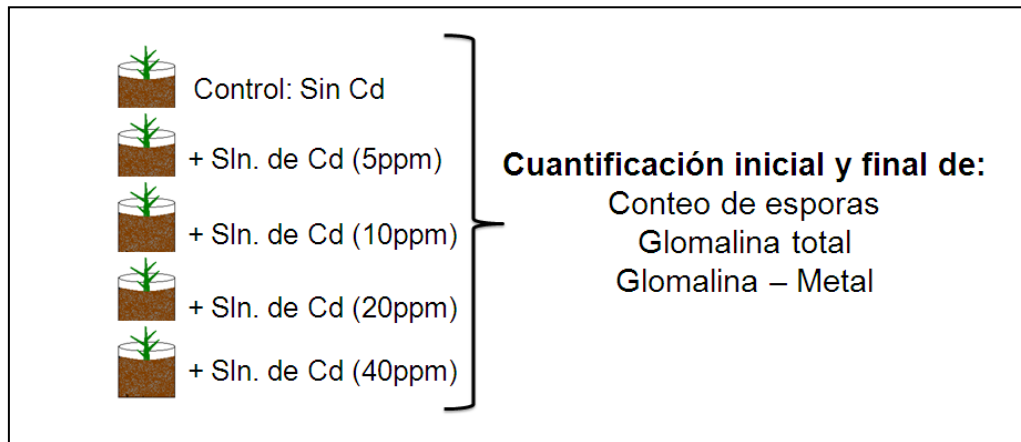 Control: Sin Cd
+ Sln. de Cd (5ppm)
+ Sln. de Cd (10ppm)
+ Sln. de Cd (20ppm)
+ Sln. de Cd (40ppm)
Cuantificación inicial y final de:
Conteo de esporas
Glomalina total
Glomalina – Metal